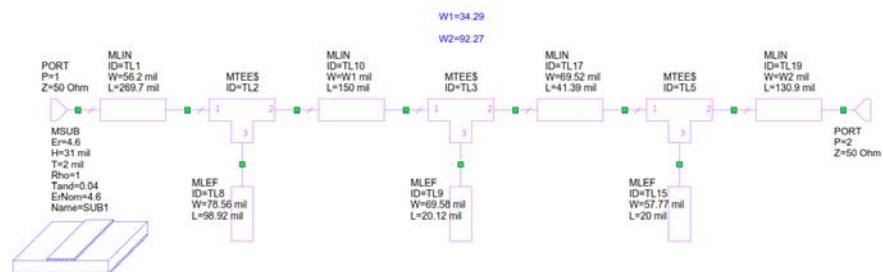 W1=34.29
W2=92.27
PORT
P=1
Z=50 Ohm
MLIN
ID=TL1
W=56.2 mil
L=269.7 mil
MTEE$
ID=TL2
1
2
3
MLIN
ID=TL10
W=W1 mil
L=150 mil
MTEE$
ID=TL3
1
2
3
MLIN
ID=TL17
W=69.52 mil
L=41.39 mil
MTEE$
ID=TL5
1
2
3
MLIN
ID=TL19
W=W2 mil
L=130.9 mil
PORT
P=2
Z=50 Ohm
MSUB
Er=4.6
H=31 mil
T=2 mil
Rho=1
Tand=0.04
ErNom=4.6
Name=SUB1
MLEF
ID=TL8
W=78.56 mil
L=98.92 mil
MLEF
ID=TL9
W=69.58 mil
L=20.12 mil
MLEF
ID=TL15
W=57.77 mil
L=20 mil